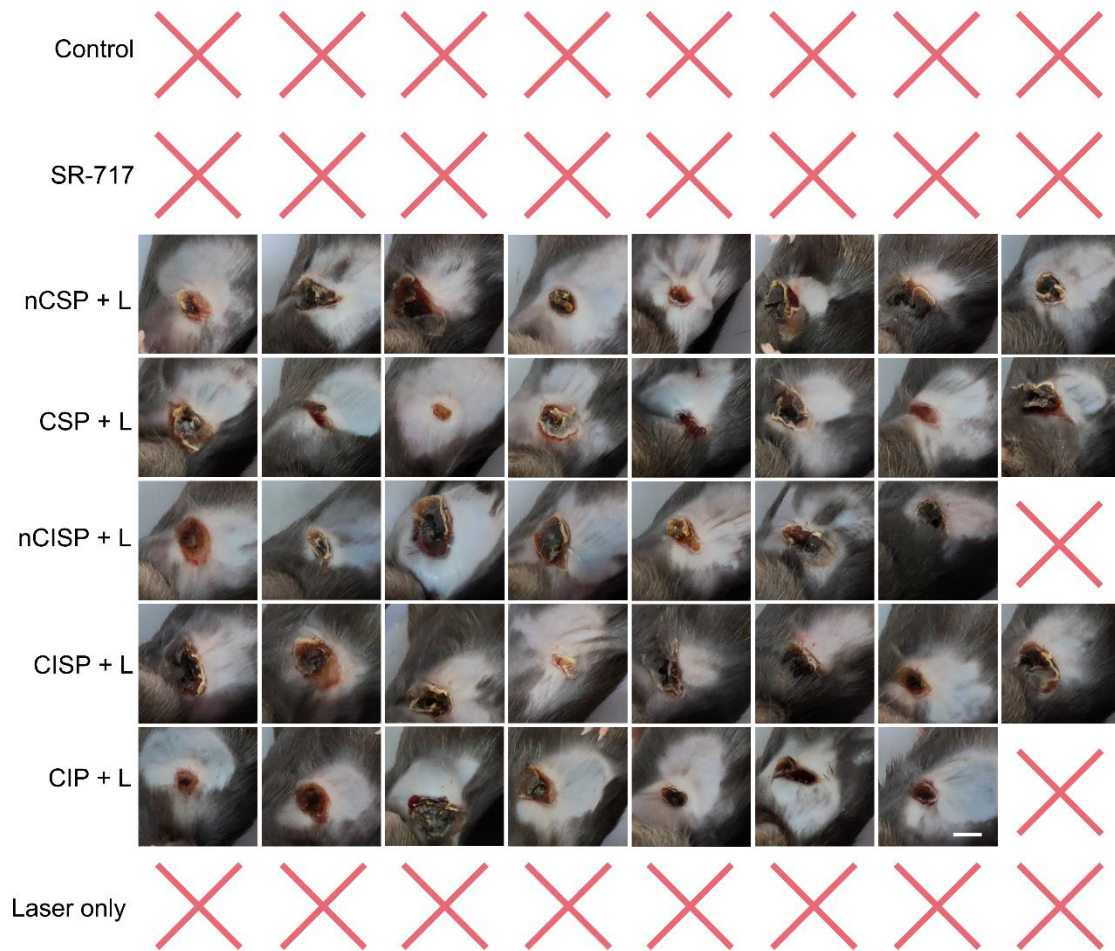 Control
SR-717
nCSP + L
CSP + L
nCISP + L
CISP + L
CIP + L
Laser only